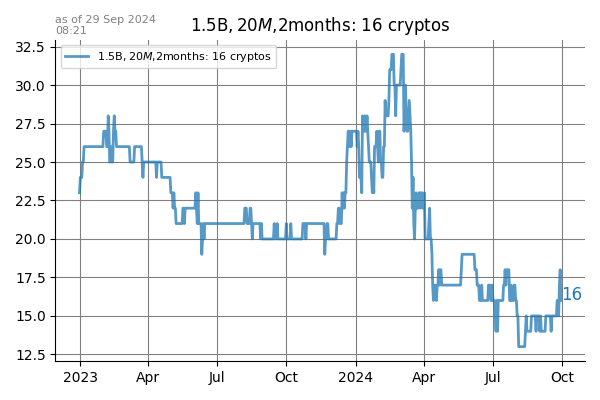 as of 29 Sep 2024
08:21
1.5B, 20M,2months: 16 cryptos
1.5B, 20M,2months: 16 cryptos
32.5
30.0
27.5
25.0
22.5
20.0
17.5
15.0
12.5
16
2023 Apr Jul Oct 2024 Apr Jul Oct